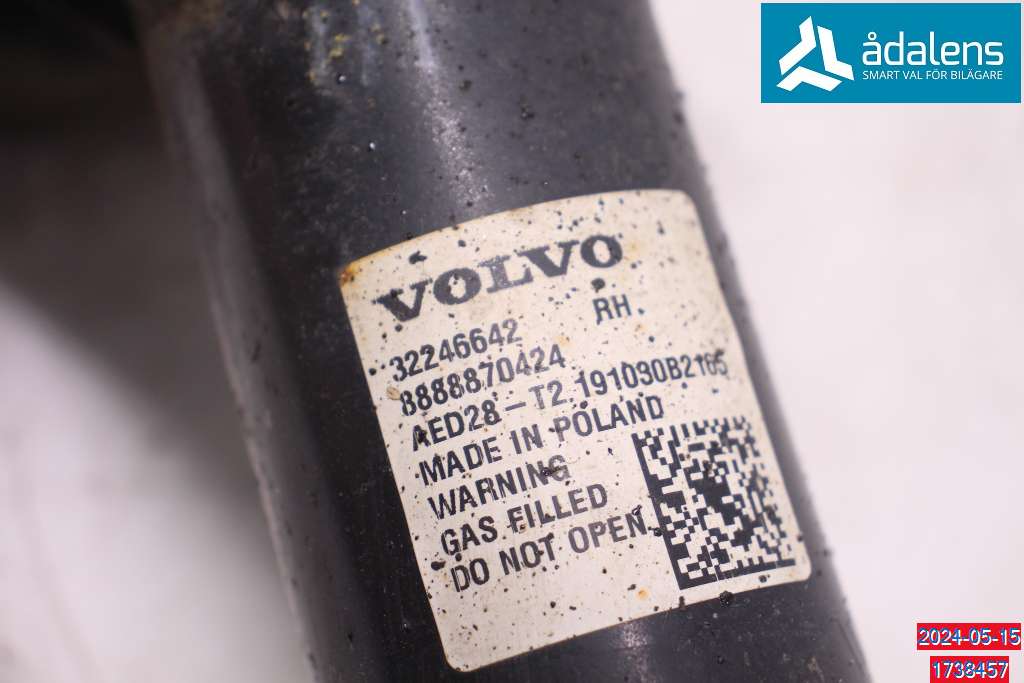 ådalens
SMART VAL FÖR BILÄGARE
VOLVO
32246642 RH.
8888870424
AED28-T2 191030B2165
MADE IN POLAND
WARNING
GAS FILLED
DO NOT OPEN
2024-05-15
1738457